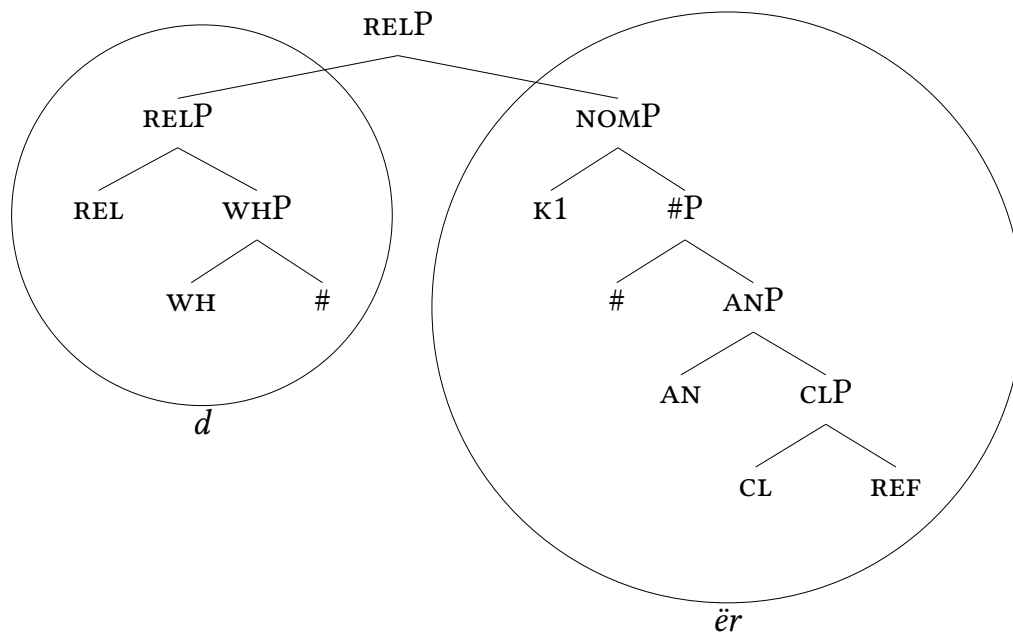 RELP
RELP NOMP
REL WHP K1 #P
WH # # ANP
AN CLP
CL REF
d
ër